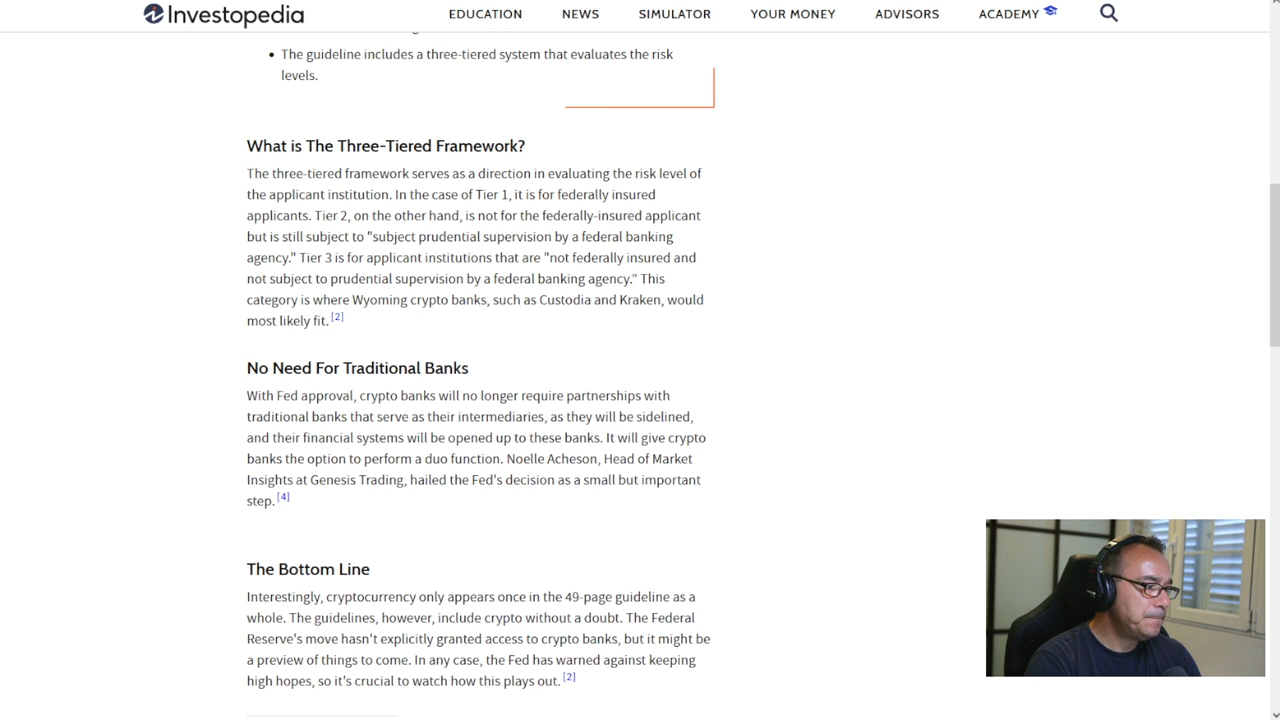 Investopedia
EDUCATION NEWS SIMULATOR YOUR MONEY ADVISORS ACADEMY
• The guideline includes a three-tiered system that evaluates the risk
levels.
What is The Three-Tiered Framework?
The three-tiered framework serves as a direction in evaluating the risk level of
the applicant institution. In the case of Tier 1, it is for federally insured
applicants. Tier 2, on the other hand, is not for the federally-insured applicant
but is still subject to "subject prudential supervision by a federal banking
agency." Tier 3 is for applicant institutions that are "not federally insured and
not subject to prudential supervision by a federal banking agency.” This
category is where Wyoming crypto banks, such as Custodia and Kraken, would
most likely fit. [2]
No Need For Traditional Banks
With Fed approval, crypto banks will no longer require partnerships with
traditional banks that serve as their intermediaries, as they will be sidelined,
and their financial systems will be opened up to these banks. It will give crypto
banks the option to perform a duo function. Noelle Acheson, Head of Market
Insights at Genesis Trading, hailed the Fed's decision as a small but important
step. [4]
The Bottom Line
Interestingly, cryptocurrency only appears once in the 49-page guideline as a
whole. The guidelines, however, include crypto without a doubt. The Federal
Reserve's move hasn't explicitly granted access to crypto banks, but it might be
a preview of things to come. In any case, the Fed has warned against keeping
high hopes, so it's crucial to watch how this plays out. [2]